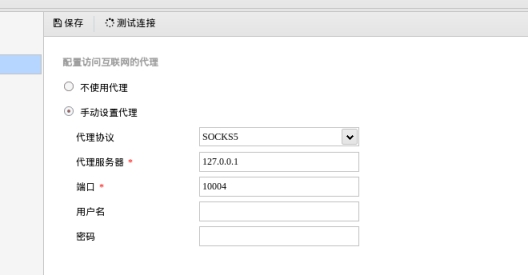 保存 测试连接
配置访问互联网的代理
不使用代理
手动设置代理
代理协议 SOCKS5
代理服务器 * 127.0.0.1
端口 * 10004
用户名
密码